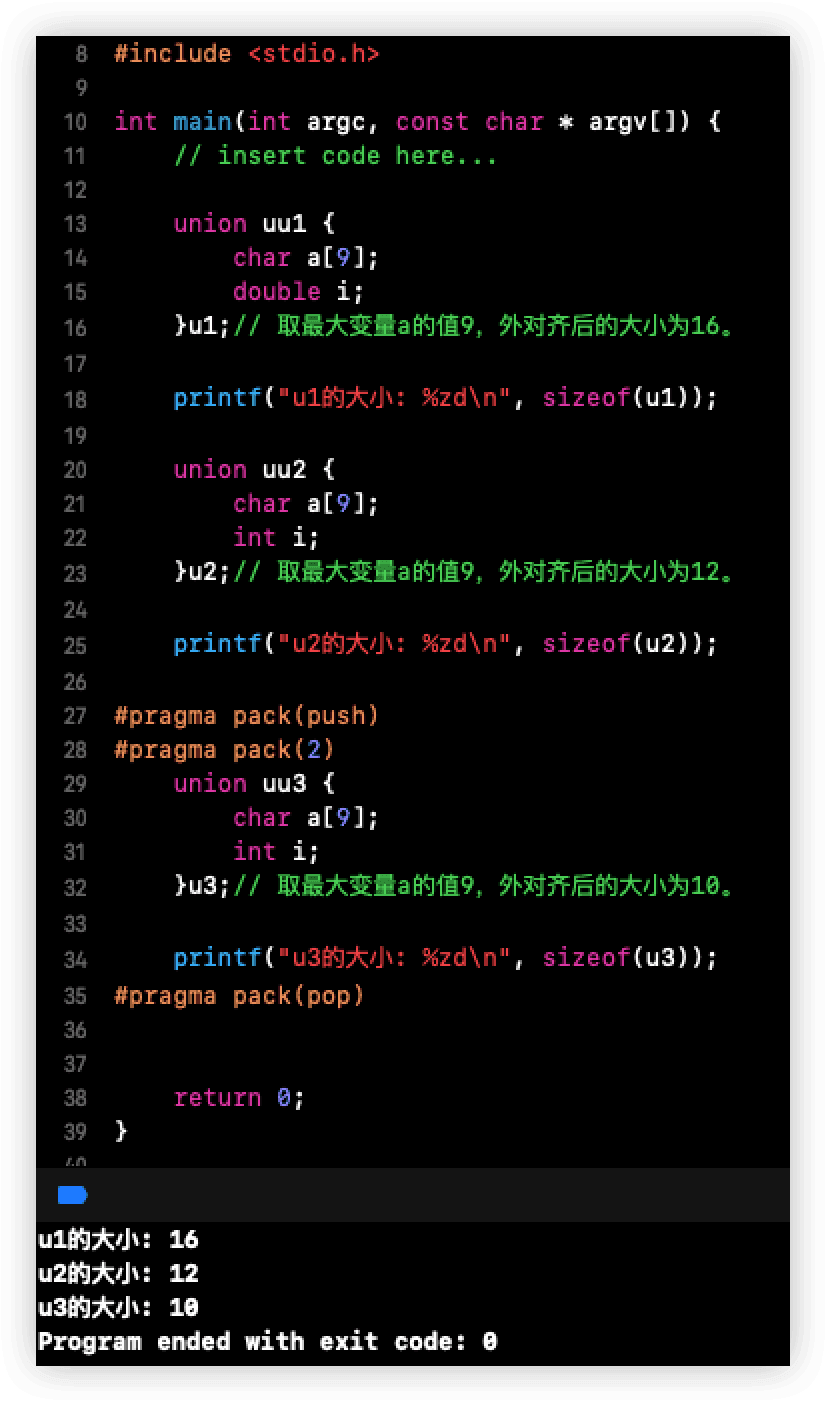 8 #include <stdio.h>
9
10 int main(int argc, const char * argv[]) {
11     // insert code here...
12
13     union uu1 {
14         char a[9];
15         double i;
16     }u1;// 取最大变量a的值9，外对齐后的大小为16。
17
18     printf("u1的大小: %zd\n", sizeof(u1));
19
20     union uu2 {
21         char a[9];
22         int i;
23     }u2;// 取最大变量a的值9，外对齐后的大小为12。
24
25     printf("u2的大小: %zd\n", sizeof(u2));
26
27 #pragma pack(push)
28 #pragma pack(2)
29     union uu3 {
30         char a[9];
31         int i;
32     }u3;// 取最大变量a的值9，外对齐后的大小为10。
33
34     printf("u3的大小: %zd\n", sizeof(u3));
35 #pragma pack(pop)
36
37
38     return 0;
39 }
40
u1的大小: 16
u2的大小: 12
u3的大小: 10
Program ended with exit code: 0